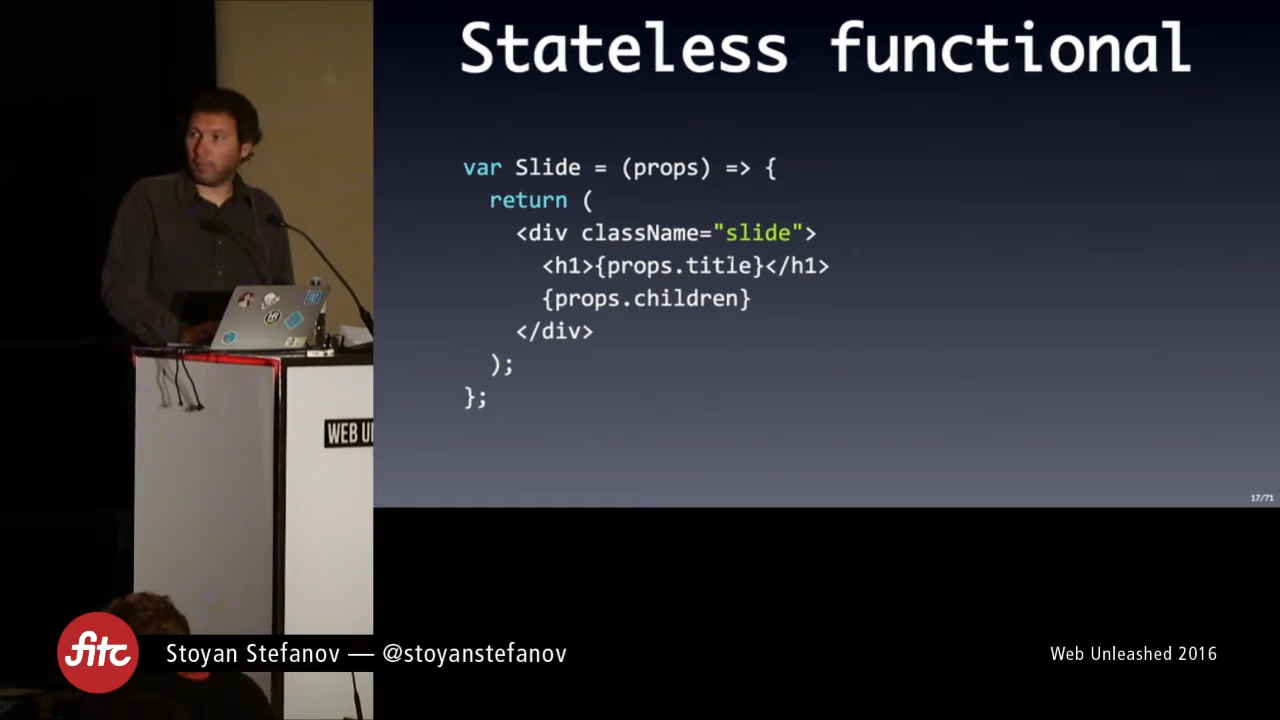 Stateless functional
var Slide = (props) => {
  return (
    <div className="slide">
      <h1>{props.title}</h1>
      {props.children}
    </div>
  );
};
17/71
WEB U
fitc
Stoyan Stefanov — @stoyanstefanov
Web Unleashed 2016